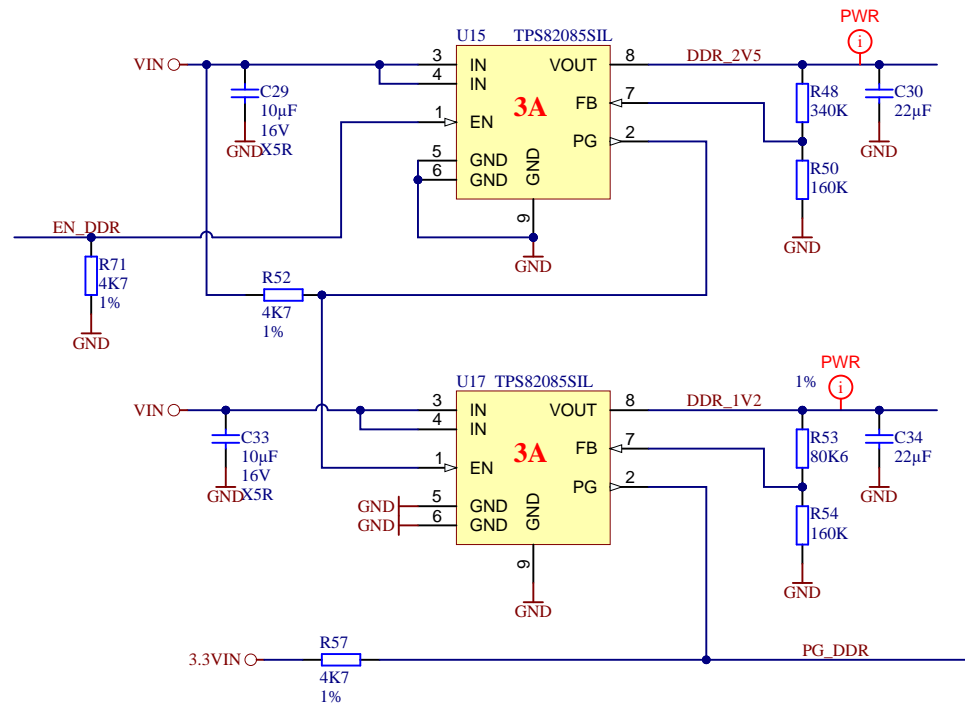 PWR
i
U15 TPS82085SIL
VIN
3 IN VOUT 8 DDR_2V5
4 IN
C29
10µF
16V
X5R
GND
3A
FB 7
1 EN
PG 2
5 GND
6 GND
GND
9
GND
R48
340K
C30
22µF
GND
R50
160K
GND
EN_DDR
R71
4K7
1%
GND
R52
4K7
1%
PWR
i
U17 TPS82085SIL
1%
VIN
3 IN VOUT 8 DDR_1V2
4 IN
C33
10µF
16V
X5R
GND
3A
FB 7
1 EN
PG 2
GND 5 GND
GND 6 GND
GND
9
GND
R53
80K6
C34
22µF
GND
R54
160K
GND
R57
3.3VIN
4K7
1%
PG_DDR